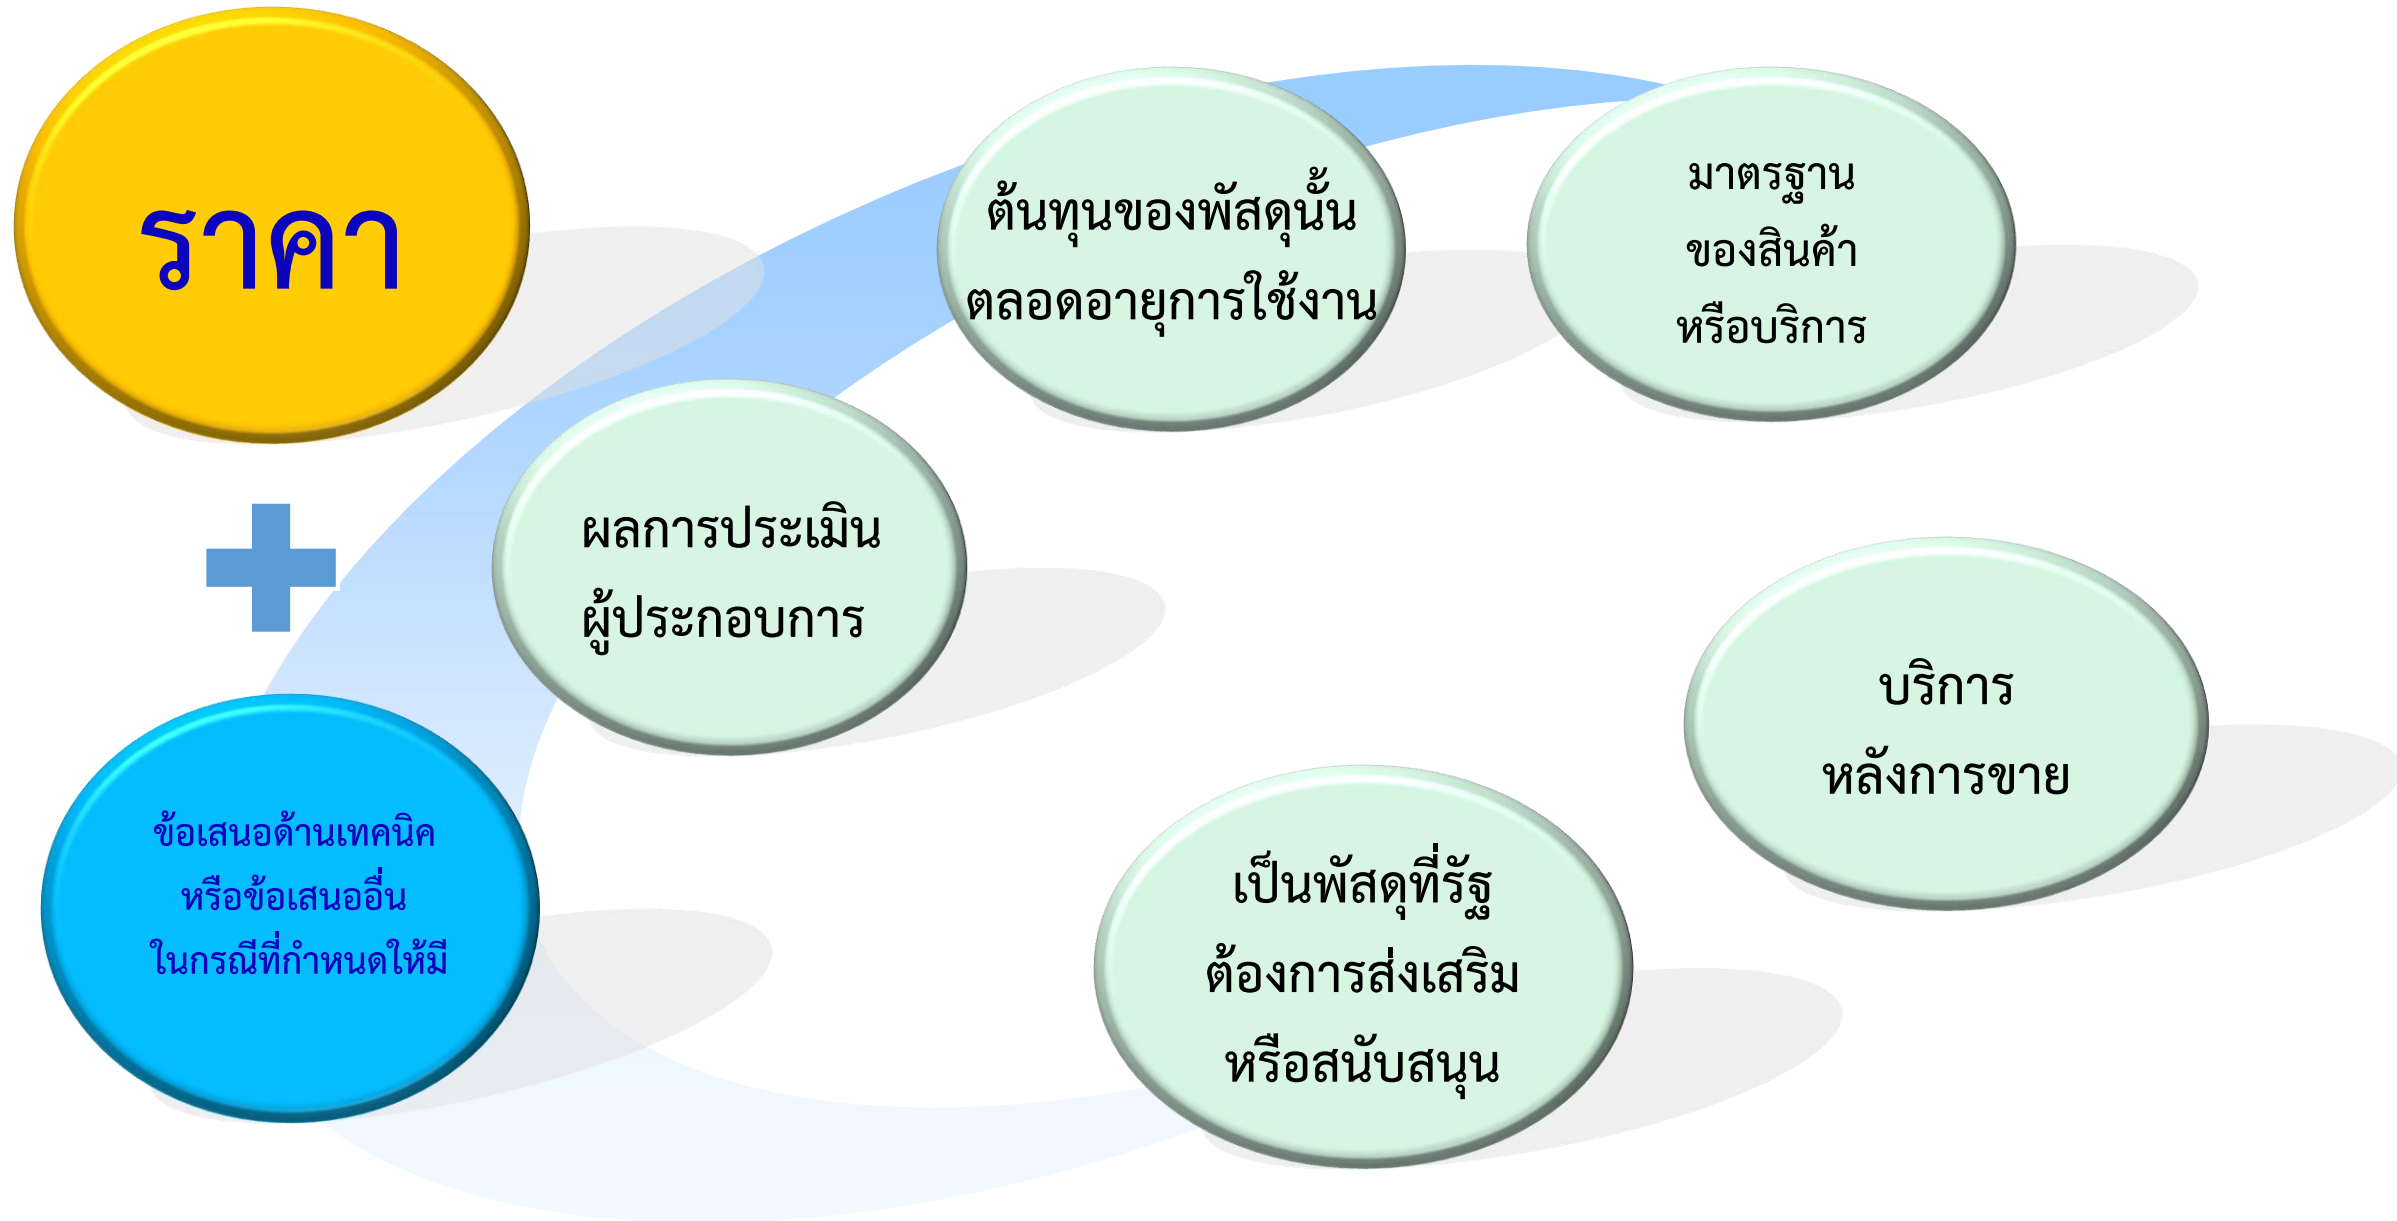 ราคา
ต้นทุนของพัสดุนั้น
ตลอดอายุการใช้งาน
มาตรฐาน
ของสินค้า
หรือบริการ
ผลการประเมิน
ผู้ประกอบการ
บริการ
หลังการขาย
ข้อเสนอด้านเทคนิค
หรือข้อเสนออื่น
ในกรณีที่กำหนดให้มี
เป็นพัสดุที่รัฐ
ต้องการส่งเสริม
หรือสนับสนุน